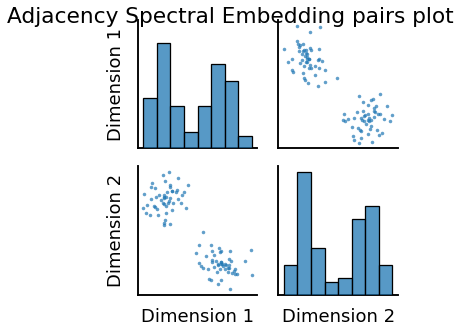 Adjacency Spectral Embedding pairs plot
Dimension 1
Dimension 2
Dimension 1
Dimension 2